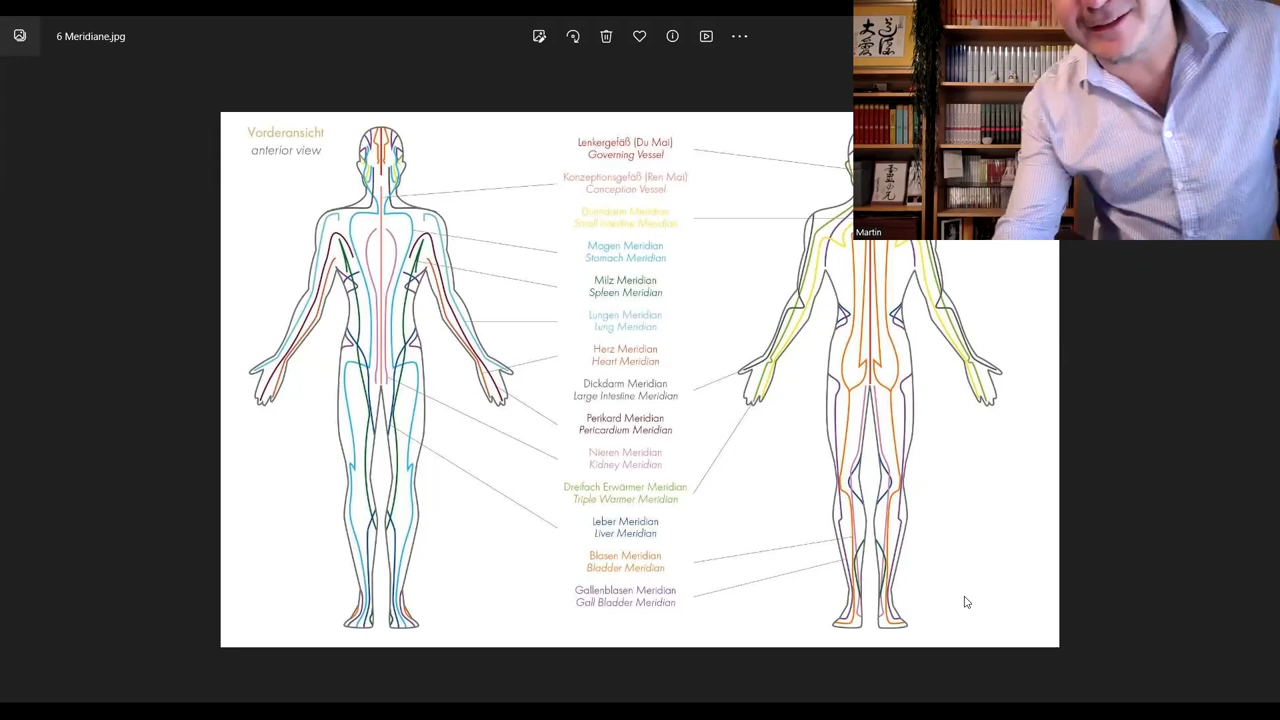 6 Meridiane.jpg
Vorderansicht
anterior view
Lenkergefäß (Du Mai)
Governing Vessel
Konzeptionsgefäß (Ren Mai)
Conception Vessel
Dünndarm Meridian
Small Intestine Meridian
Magen Meridian
Stomach Meridian
Milz Meridian
Spleen Meridian
Lungen Meridian
Lung Meridian
Herz Meridian
Heart Meridian
Dickdarm Meridian
Large Intestine Meridian
Perikard Meridian
Pericardium Meridian
Nieren Meridian
Kidney Meridian
Dreifach Erwärmer Meridian
Triple Warmer Meridian
Leber Meridian
Liver Meridian
Blasen Meridian
Bladder Meridian
Gallenblasen Meridian
Gall Bladder Meridian
大愛
Martin